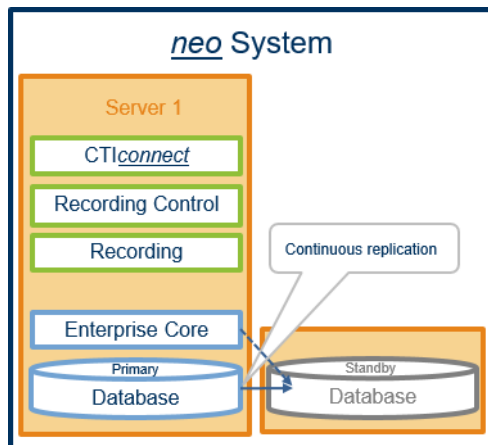 neo System
Server 1
CTIconnect
Recording Control
Recording
Continuous replication
Enterprise Core
Primary
Database
Standby
Database